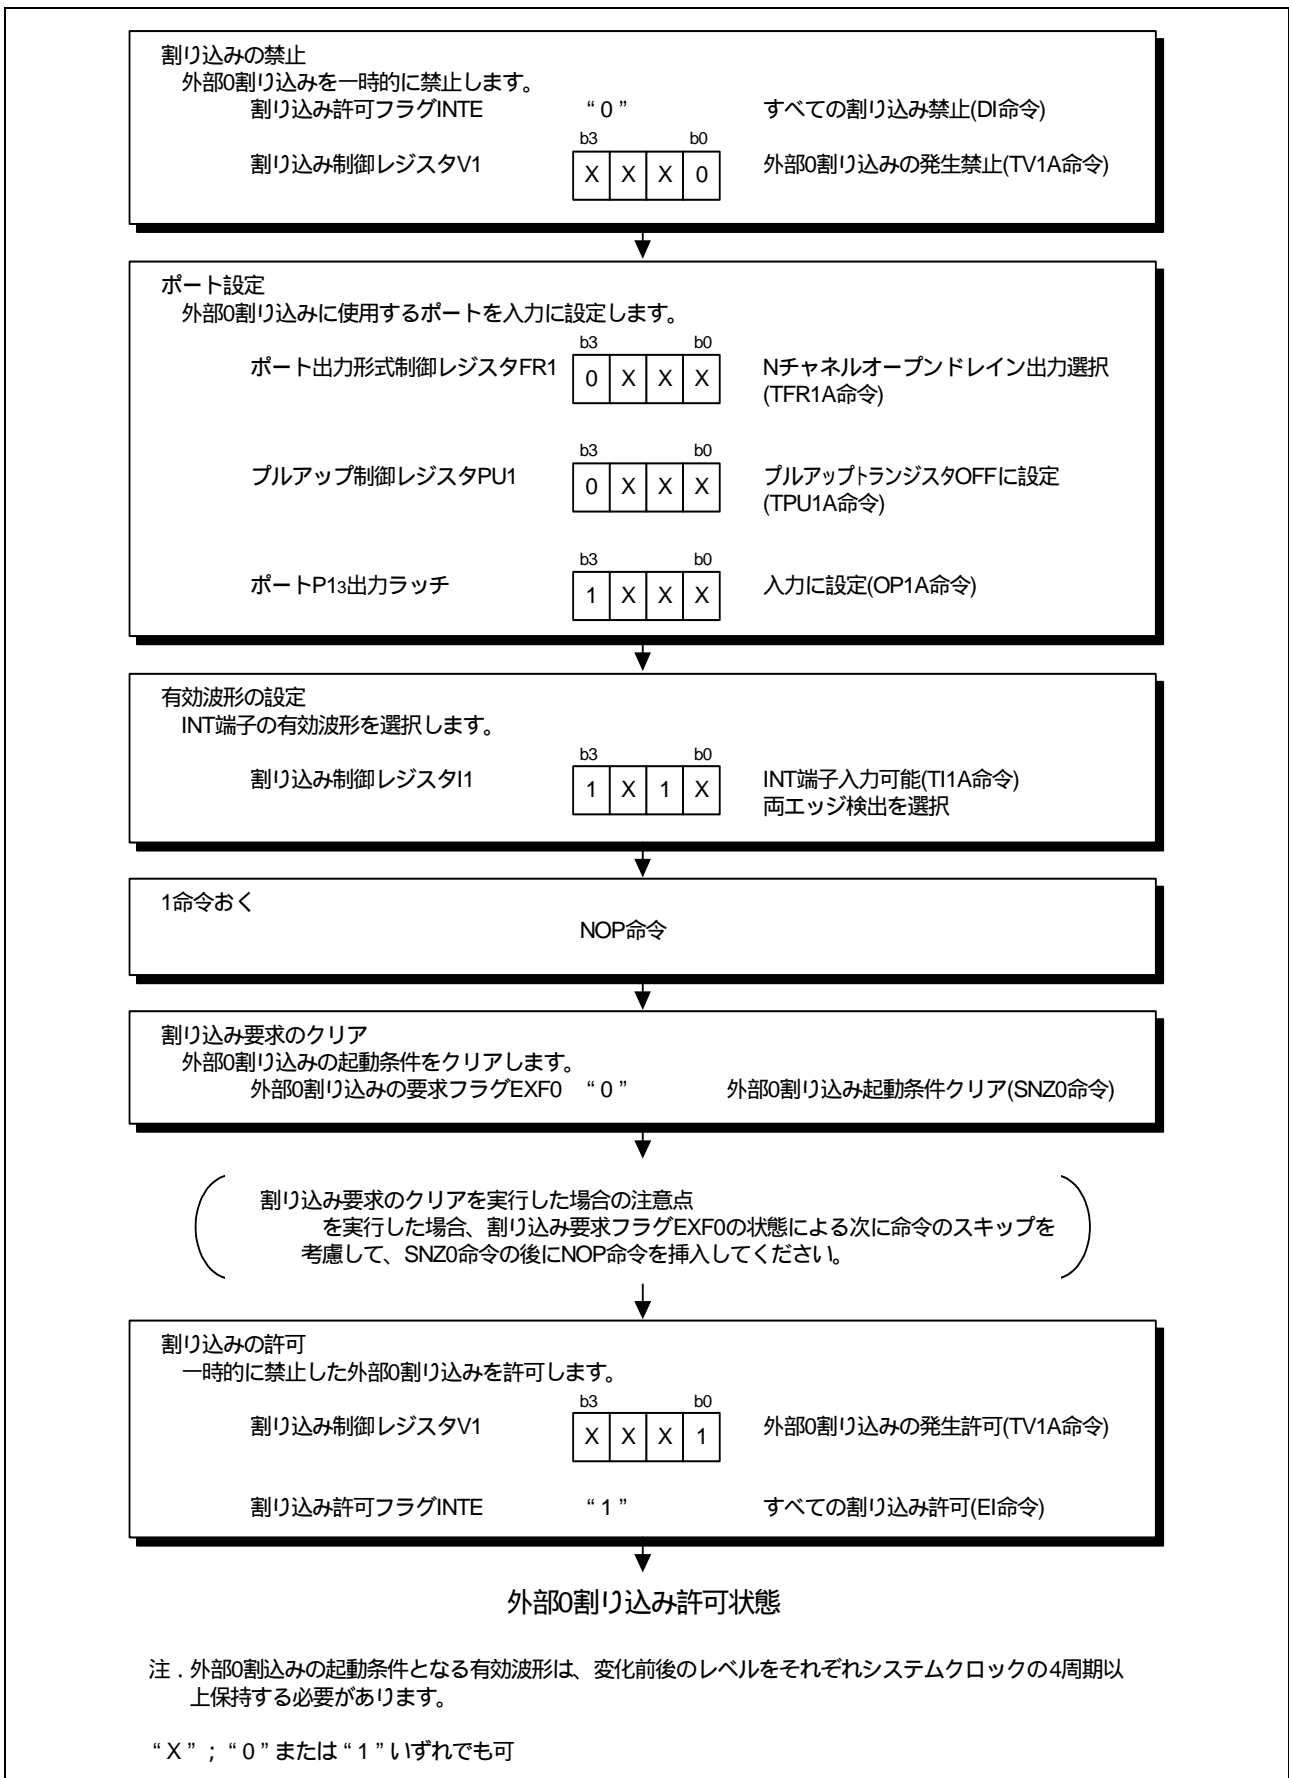 割り込みの禁止
外部0割り込みを一時的に禁止します。
割り込み許可フラグINTE “0” すべての割り込み禁止(DI命令)
b3 b0
割り込み制御レジスタV1 X X X 0 外部0割り込みの発生禁止(TV1A命令)
ポート設定
外部0割り込みに使用するポートを入力に設定します。
b3 b0
ポート出力形式制御レジスタFR1 0 X X X Nチャネルオープンドレイン出力選択
(TFR1A命令)
b3 b0
プルアップ制御レジスタPU1 0 X X X プルアップトランジスタOFFに設定
(TPU1A命令)
b3 b0
ポートP13出力ラッチ 1 X X X 入力に設定(OP1A命令)
有効波形の設定
INT端子の有効波形を選択します。
b3 b0
割り込み制御レジスタI1 1 X 1 X INT端子入力可能(TI1A命令)
両エッジ検出を選択
1命令おく
NOP命令
割り込み要求のクリア
外部0割り込みの起動条件をクリアします。
外部0割り込みの要求フラグEXF0 “0” 外部0割り込み起動条件クリア(SNZ0命令)
割り込み要求のクリアを実行した場合の注意点
を実行した場合、割り込み要求フラグEXF0の状態による次に命令のスキップを
考慮して、SNZ0命令の後にNOP命令を挿入してください。
割り込みの許可
一時的に禁止した外部0割り込みを許可します。
b3 b0
割り込み制御レジスタV1 X X X 1 外部0割り込みの発生許可(TV1A命令)
割り込み許可フラグINTE “1” すべての割り込み許可(EI命令)
外部0割り込み許可状態
注．外部0割込みの起動条件となる有効波形は、変化前後のレベルをそれぞれシステムクロックの4周期以
上保持する必要があります。
“X”；“0”または“1”いずれでも可